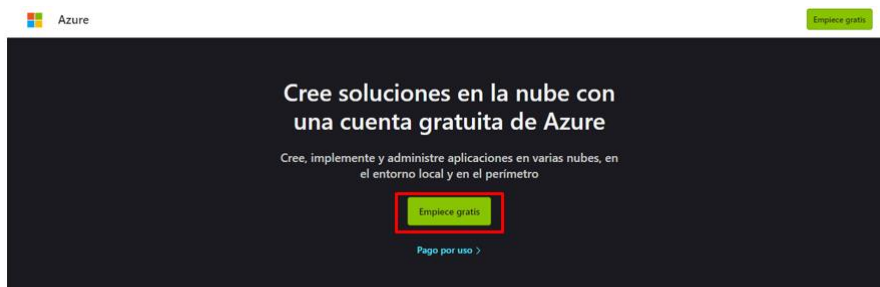 Azure
Empiece gratis
Cree soluciones en la nube con
una cuenta gratuita de Azure
Cree, implemente y administre aplicaciones en varias nubes, en
el entorno local y en el perímetro
Empiece gratis
Pago por uso